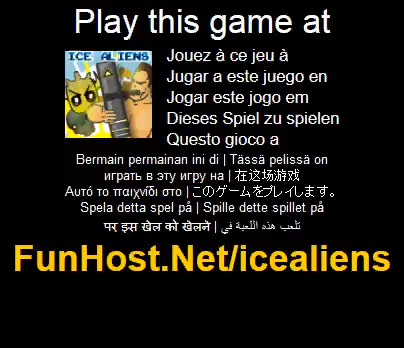 Play this game at
ICE ALIENS
Jouez à ce jeu à
Jugar a este juego en
Jogar este jogo em
Dieses Spiel zu spielen
Questo gioco a
Bermain permainan ini di | Tässä pelissä on
играть в эту игру на | 在这场游戏
Αυτό το παιχνίδι στο | このゲームをプレイします。
Spela detta spel på | Spille dette spillet på
पर इस खेल को खेलने | تلعب هذه اللعبة في
FunHost.Net/icealiens